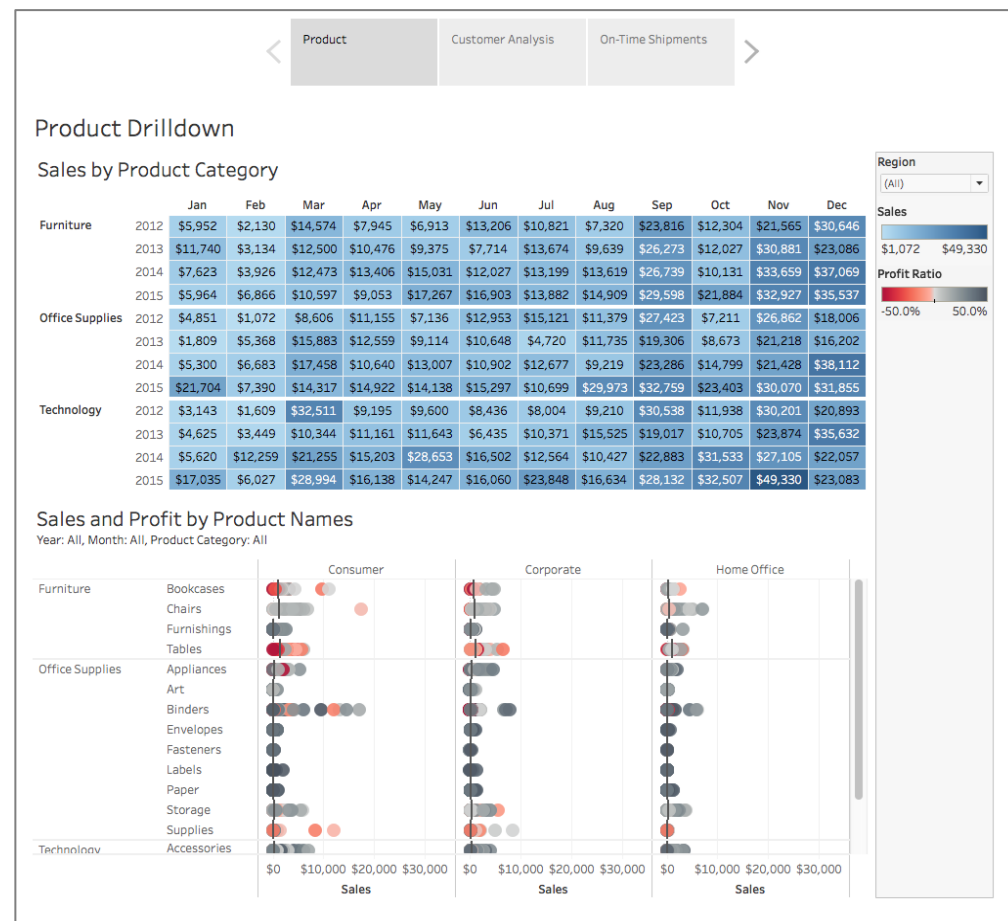 Product Customer Analysis On-Time Shipments
Product Drilldown
Sales by Product Category
Jan Feb Mar Apr May Jun Jul Aug Sep Oct Nov Dec
Furniture 2012 $5,952 $2,130 $14,574 $7,945 $6,913 $13,206 $10,821 $7,320 $23,816 $12,304 $21,565 $30,646
2013 $11,740 $3,134 $12,500 $10,476 $9,375 $7,714 $13,674 $9,639 $26,273 $12,027 $30,881 $23,086
2014 $7,623 $3,926 $12,473 $13,406 $15,031 $12,027 $13,199 $13,619 $26,739 $10,131 $33,659 $37,069
2015 $5,964 $6,866 $10,597 $9,053 $17,267 $16,903 $13,882 $14,909 $29,598 $21,884 $32,927 $35,537
Office Supplies 2012 $4,851 $1,072 $8,606 $11,155 $7,136 $12,953 $15,121 $11,379 $27,423 $7,211 $26,862 $18,006
2013 $1,809 $5,368 $15,883 $12,559 $9,114 $10,648 $4,720 $11,735 $19,306 $8,673 $21,218 $16,202
2014 $5,300 $6,683 $17,458 $10,640 $13,007 $10,902 $12,677 $9,219 $23,286 $14,799 $21,428 $38,112
2015 $21,704 $7,390 $14,317 $14,922 $14,138 $15,297 $10,699 $29,973 $32,759 $23,403 $30,070 $31,855
Technology 2012 $3,143 $1,609 $32,511 $9,195 $9,600 $8,436 $8,004 $9,210 $30,538 $11,938 $30,201 $20,893
2013 $4,625 $3,449 $10,344 $11,161 $11,643 $6,435 $10,371 $15,525 $19,017 $10,705 $23,874 $35,632
2014 $5,620 $12,259 $21,255 $15,203 $28,653 $16,502 $12,564 $10,427 $22,883 $31,533 $27,105 $22,057
2015 $17,035 $6,027 $28,994 $16,138 $14,247 $16,060 $23,848 $16,634 $28,132 $32,507 $49,330 $23,083
Region
(All)
Sales
$1,072 $49,330
Profit Ratio
-50.0% 50.0%
Sales and Profit by Product Names
Year: All, Month: All, Product Category: All
Consumer Corporate Home Office
Furniture Bookcases
Chairs
Furnishings
Tables
Office Supplies Appliances
Art
Binders
Envelopes
Fasteners
Labels
Paper
Storage
Supplies
Technology Accessories
$0 $10,000 $20,000 $30,000 $0 $10,000 $20,000 $30,000 $0 $10,000 $20,000 $30,000
Sales Sales Sales